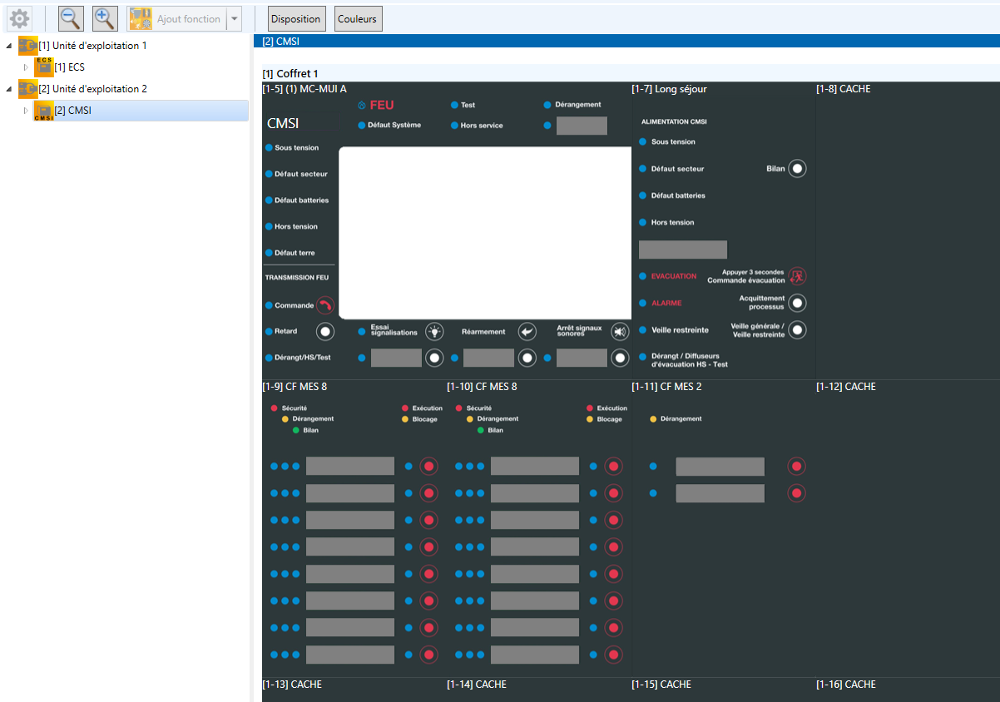 Ajout fonction
Disposition
Couleurs
[1] Unité d'exploitation 1
ECS
[1] ECS
[2] Unité d'exploitation 2
CMSI
[2] CMSI
[2] CMSI
[1] Coffret 1
[1-5] (1) MC-MUI A
[1-7] Long séjour
[1-8] CACHE
CMSI
FEU
Test
Dérangement
Défaut Système
Hors service
Sous tension
Défaut secteur
Défaut batteries
Hors tension
Défaut terre
TRANSMISSION FEU
Commande
Retard
Dérangt/HS/Test
Essai
signalisations
Réarmement
Arrêt signaux
sonores
ALIMENTATION CMSI
Sous tension
Défaut secteur
Bilan
Défaut batteries
Hors tension
EVACUATION
Appuyer 3 secondes
Commande évacuation
ALARME
Acquittement
processus
Veille restreinte
Veille générale /
Veille restreinte
Dérangt / Diffuseurs
d'évacuation HS - Test
[1-9] CF MES 8
[1-10] CF MES 8
[1-11] CF MES 2
[1-12] CACHE
Sécurité
Dérangement
Bilan
Exécution
Blocage
Sécurité
Dérangement
Bilan
Exécution
Blocage
Dérangement
[1-13] CACHE
[1-14] CACHE
[1-15] CACHE
[1-16] CACHE